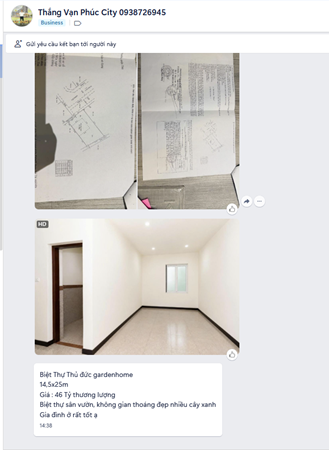 Thắng Vạn Phúc City 0938726945
Business
Gửi yêu cầu kết bạn tới người này
HD
Biệt Thự Thủ đức gardenhome
14,5x25m
Giá : 46 Tỷ thương lượng
Biệt thự sân vườn, không gian thoáng đẹp nhiều cây xanh
Gia đình ở rất tốt ạ
14:38